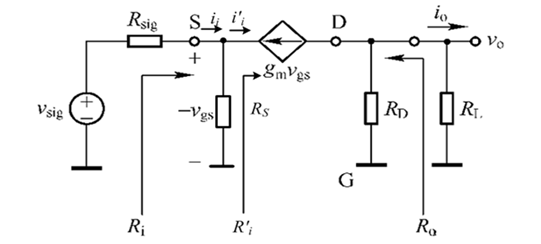 R_sig S i_i i'_i D i_o
+ g_m v_gs v_o
v_sig + − −v_gs R_S R_D R_L
− G
R_i R'_i R_o